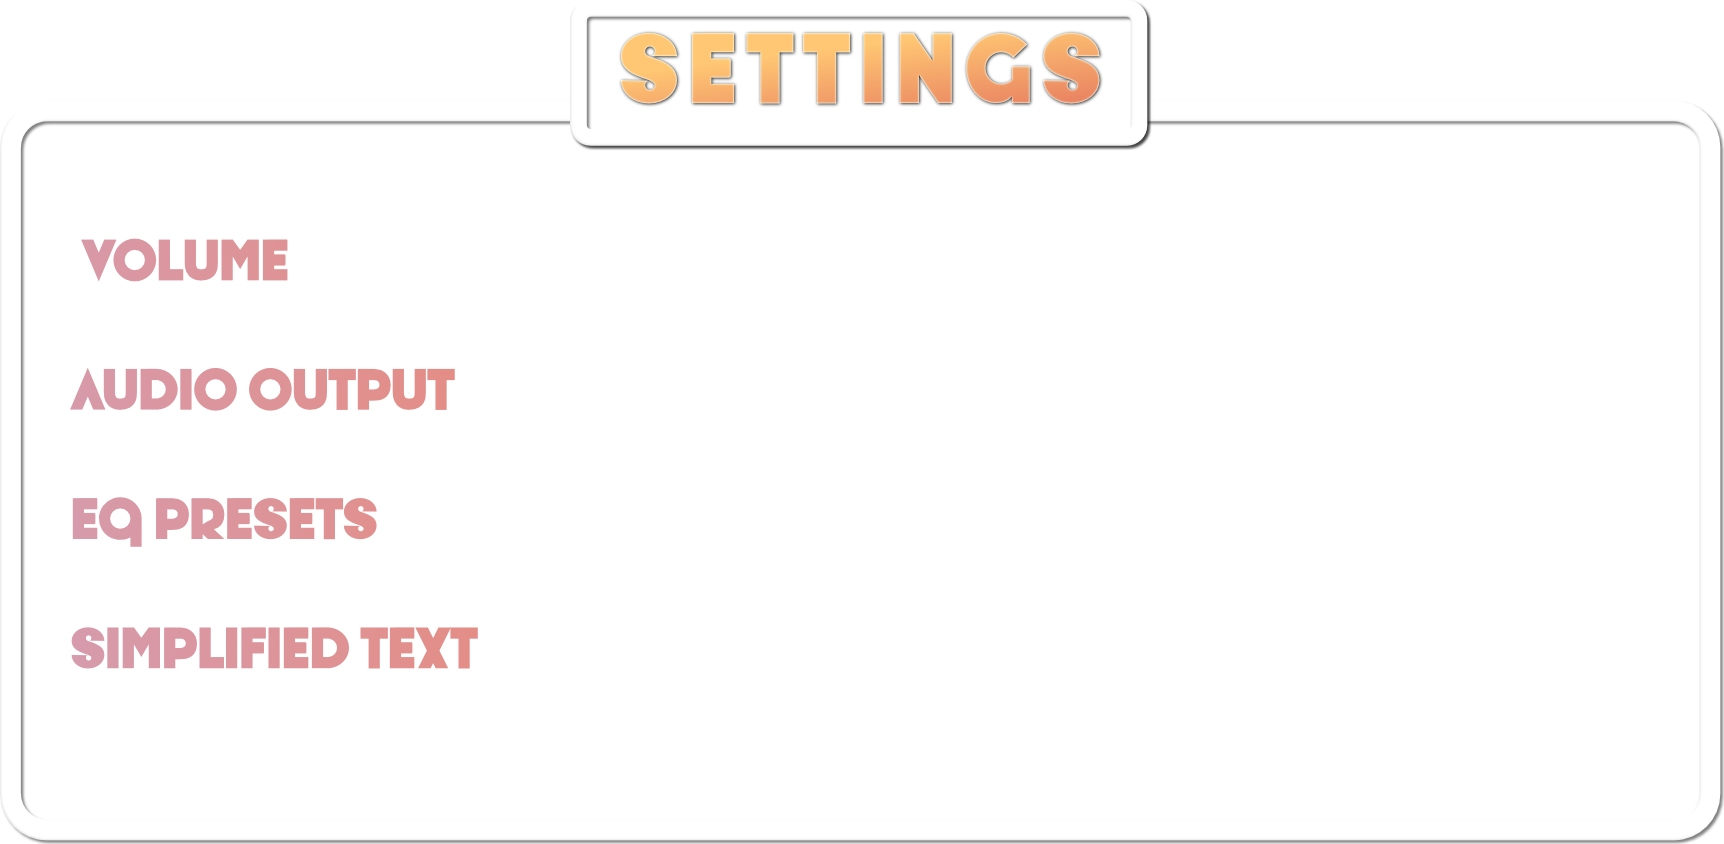 SETTINGS
VOLUME
AUDIO OUTPUT
EQ PRESETS
SIMPLIFIED TEXT